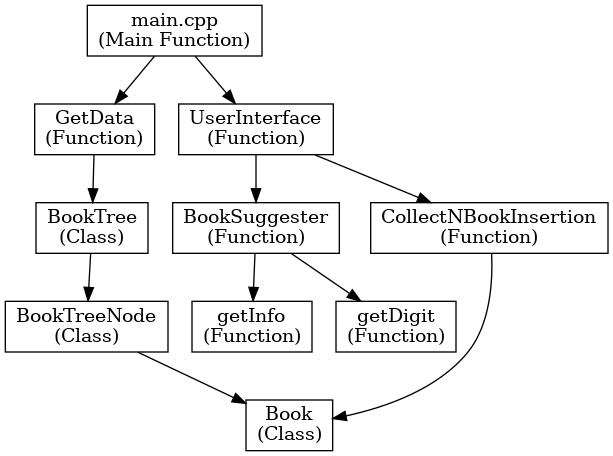 main.cpp
(Main Function)
GetData
(Function)
UserInterface
(Function)
BookTree
(Class)
BookSuggester
(Function)
CollectNBookInsertion
(Function)
BookTreeNode
(Class)
getInfo
(Function)
getDigit
(Function)
Book
(Class)